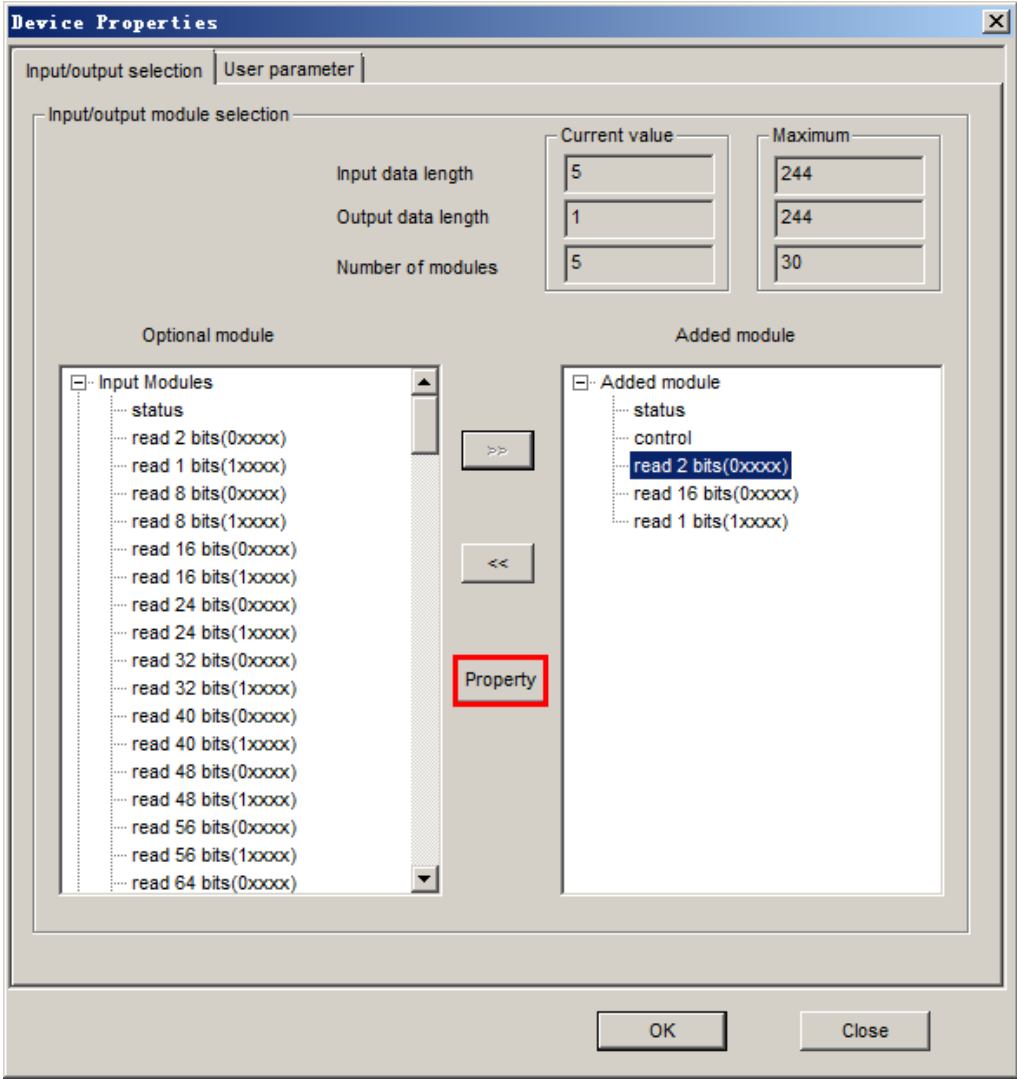 Device Properties
Input/output selection
User parameter
Input/output module selection
Current value
Maximum
Input data length
5
244
Output data length
1
244
Number of modules
5
30
Optional module
Added module
Input Modules
status
read 2 bits(0xxxx)
read 1 bits(1xxxx)
read 8 bits(0xxxx)
read 8 bits(1xxxx)
read 16 bits(0xxxx)
read 16 bits(1xxxx)
read 24 bits(0xxxx)
read 24 bits(1xxxx)
read 32 bits(0xxxx)
read 32 bits(1xxxx)
read 40 bits(0xxxx)
read 40 bits(1xxxx)
read 48 bits(0xxxx)
read 48 bits(1xxxx)
read 56 bits(0xxxx)
read 56 bits(1xxxx)
read 64 bits(0xxxx)
>>
<<
Property
Added module
status
control
read 2 bits(0xxxx)
read 16 bits(0xxxx)
read 1 bits(1xxxx)
OK
Close